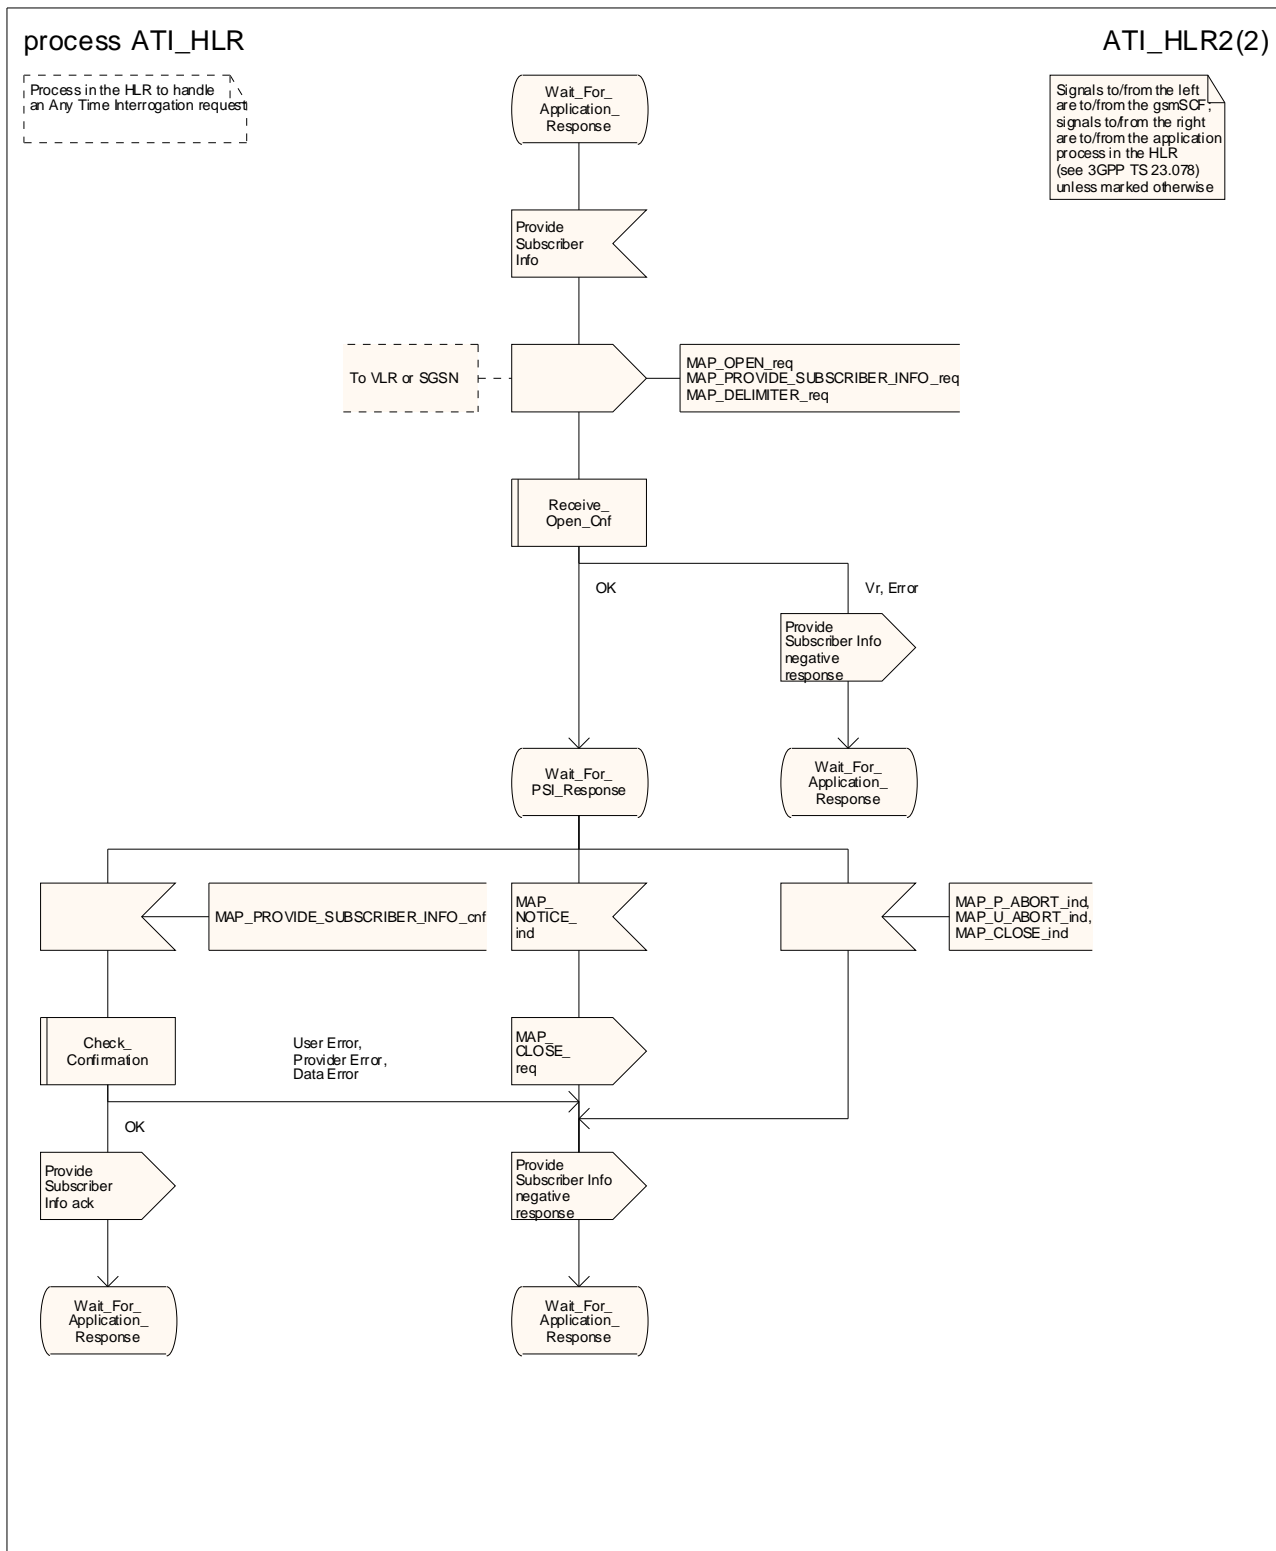 process ATI_HLR
ATI_HLR2(2)
Process in the HLR to handle
an Any Time Interrogation request
Signals to/from the left
are to/from the gsmSCF;
signals to/from the right
are to/from the application
process in the HLR
(see 3GPP TS 23.078)
unless marked otherwise
Wait_For_
Application_
Response
Provide
Subscriber
Info
To VLR or SGSN
MAP_OPEN_req
MAP_PROVIDE_SUBSCRIBER_INFO_req
MAP_DELIMITER_req
Receive_
Open_Cnf
OK
Vr, Error
Provide
Subscriber Info
negative
response
Wait_For_
PSI_Response
Wait_For_
Application_
Response
MAP_PROVIDE_SUBSCRIBER_INFO_cnf
MAP_
NOTICE_
ind
MAP_P_ABORT_ind,
MAP_U_ABORT_ind,
MAP_CLOSE_ind
Check_
Confirmation
User Error,
Provider Error,
Data Error
MAP_
CLOSE_
req
OK
Provide
Subscriber
Info ack
Provide
Subscriber Info
negative
response
Wait_For_
Application_
Response
Wait_For_
Application_
Response